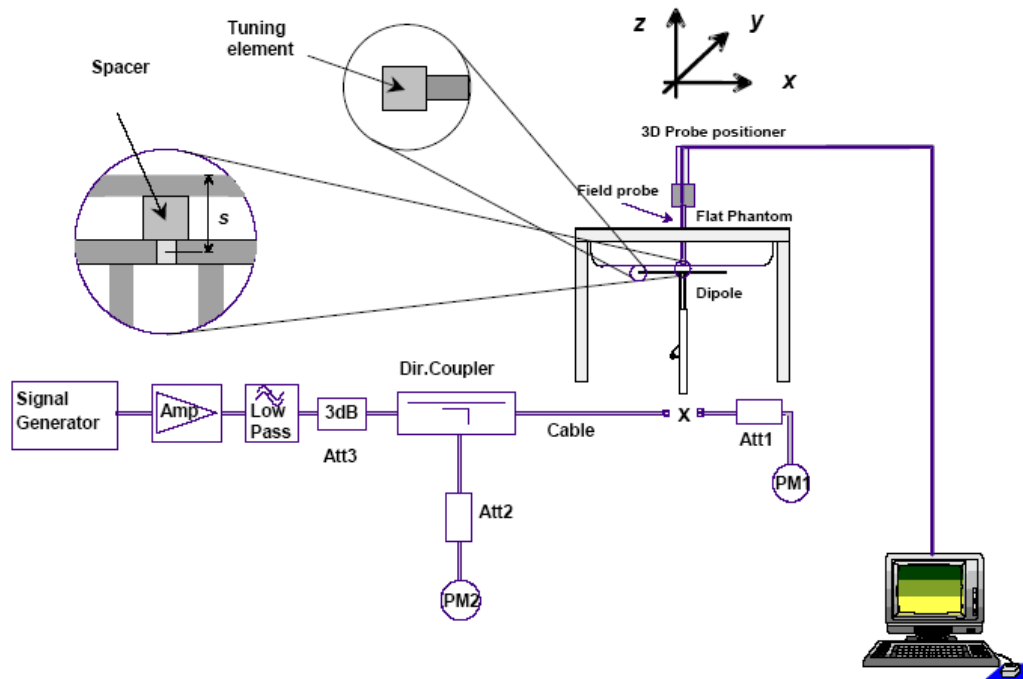 Tuning
element
Spacer
s
z
y
x
3D Probe positioner
Field probe
Flat Phantom
Dipole
Dir.Coupler
Signal
Generator
Amp
Low
Pass
3dB
Att3
Cable
X
Att1
PM1
Att2
PM2